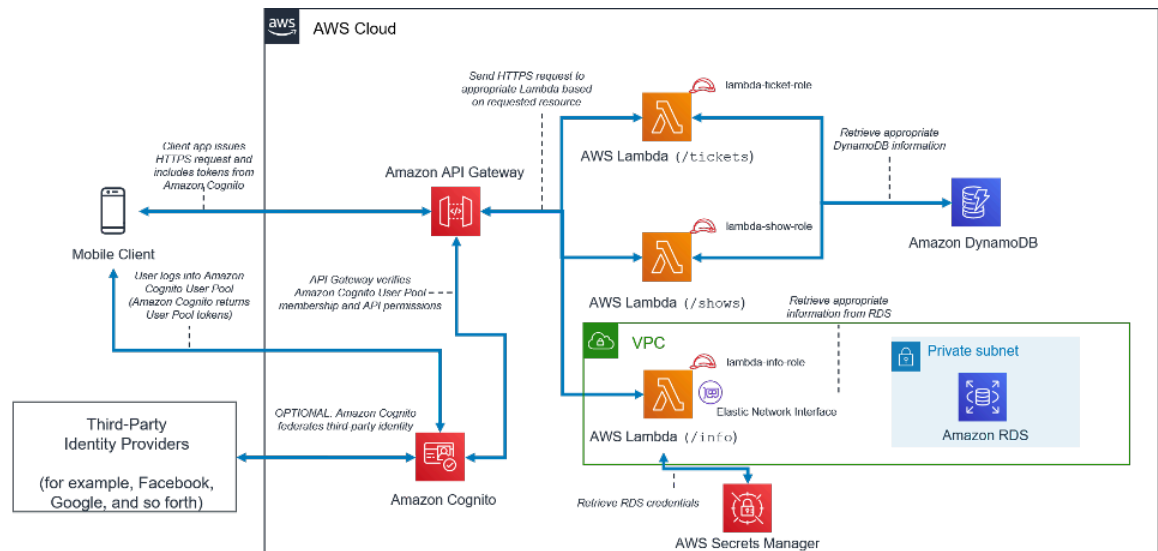 aws
AWS Cloud
Send HTTPS request to
appropriate Lambda based
on requested resource
lambda-ticket-role
Client app issues
HTTPS request and
includes tokens from
Amazon Cognito
Amazon API Gateway
AWS Lambda (/tickets)
Retrieve appropriate
DynamoDB information
Mobile Client
lambda-show-role
Amazon DynamoDB
User logs into Amazon
Cognito User Pool
(Amazon Cognito returns
User Pool tokens)
API Gateway verifies
Amazon Cognito User Pool
membership and API permissions
AWS Lambda (/shows)
Retrieve appropriate
information from RDS
VPC
Private subnet
lambda-info-role
Elastic Network Interface
Third-Party
Identity Providers
(for example, Facebook,
Google, and so forth)
OPTIONAL. Amazon Cognito
federates third-party identity
AWS Lambda (/info)
Amazon RDS
Amazon Cognito
Retrieve RDS credentials
AWS Secrets Manager